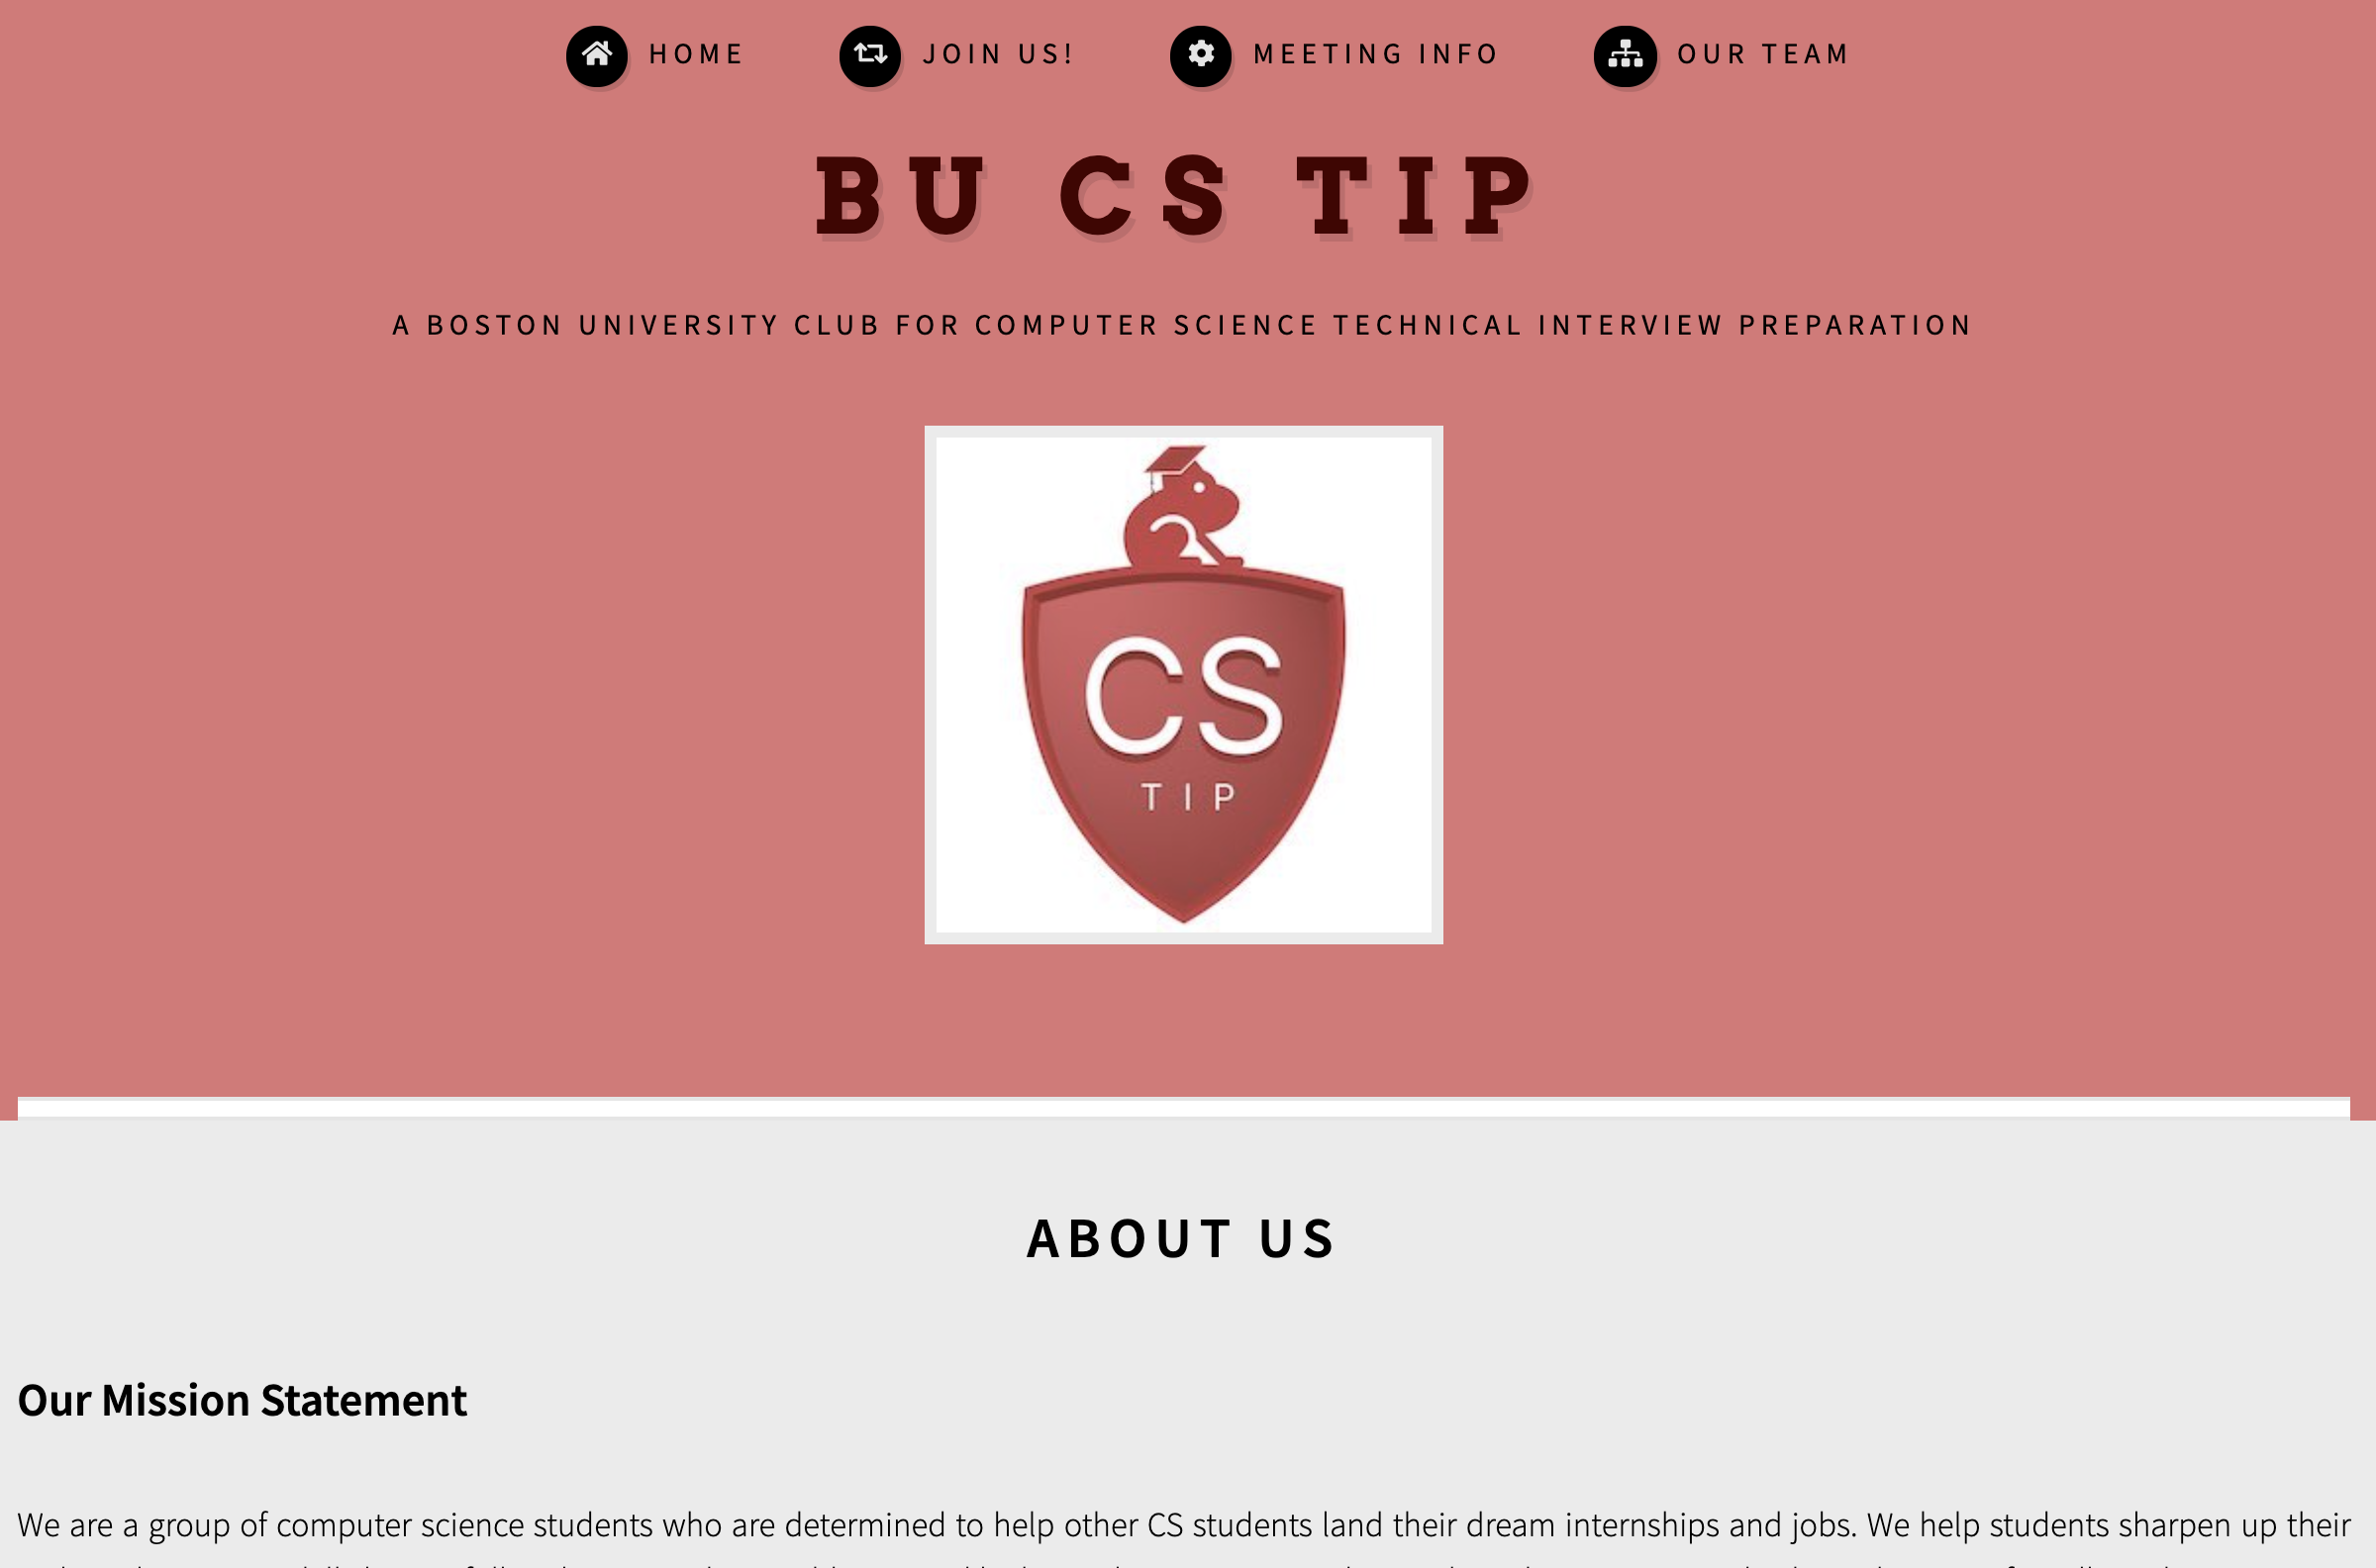 HOME
JOIN US!
MEETING INFO
OUR TEAM
BU CS TIP
A BOSTON UNIVERSITY CLUB FOR COMPUTER SCIENCE TECHNICAL INTERVIEW PREPARATION
CS
TIP
ABOUT US
Our Mission Statement
We are a group of computer science students who are determined to help other CS students land their dream internships and jobs. We help students sharpen up their